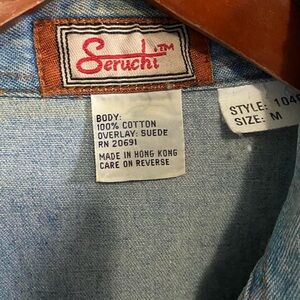 Seruchi™
BODY:
100% COTTON
OVERLAY: SUEDE
RN 20691
MADE IN HONG KONG
CARE ON REVERSE
STYLE: 104
SIZE: M